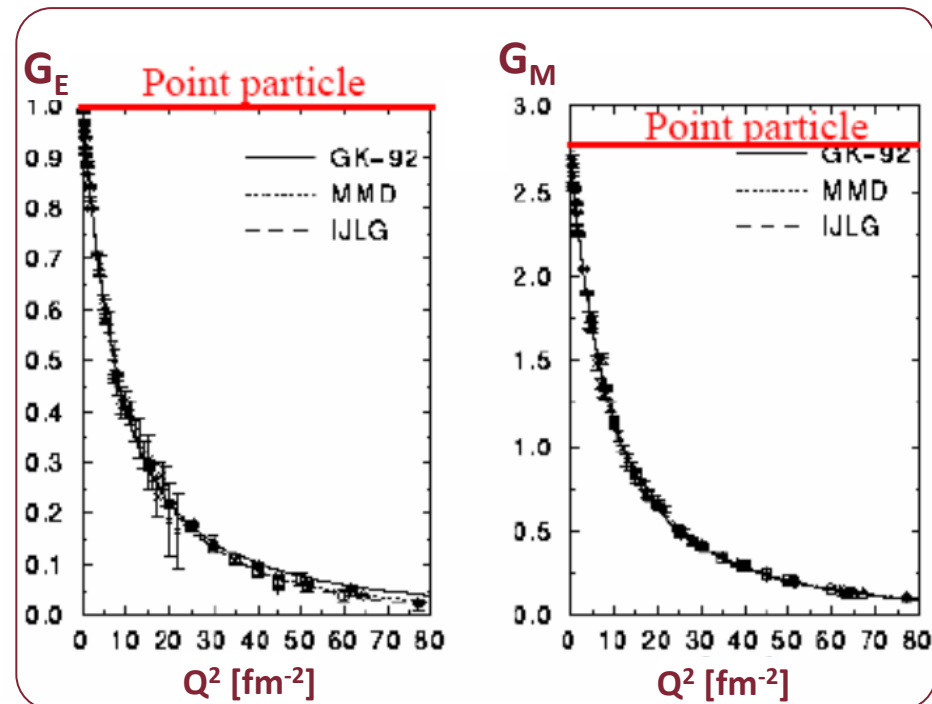 G_E
Point particle
1.0
0.9
0.8
0.7
0.6
0.5
0.4
0.3
0.2
0.1
0.0
GK-92
MMD
IJLG
0 10 20 30 40 50 60 70 80
Q² [fm⁻²]
G_M
Point particle
3.0
2.5
2.0
1.5
1.0
0.5
0.0
GK-92
MMD
IJLG
0 10 20 30 40 50 60 70 80
Q² [fm⁻²]